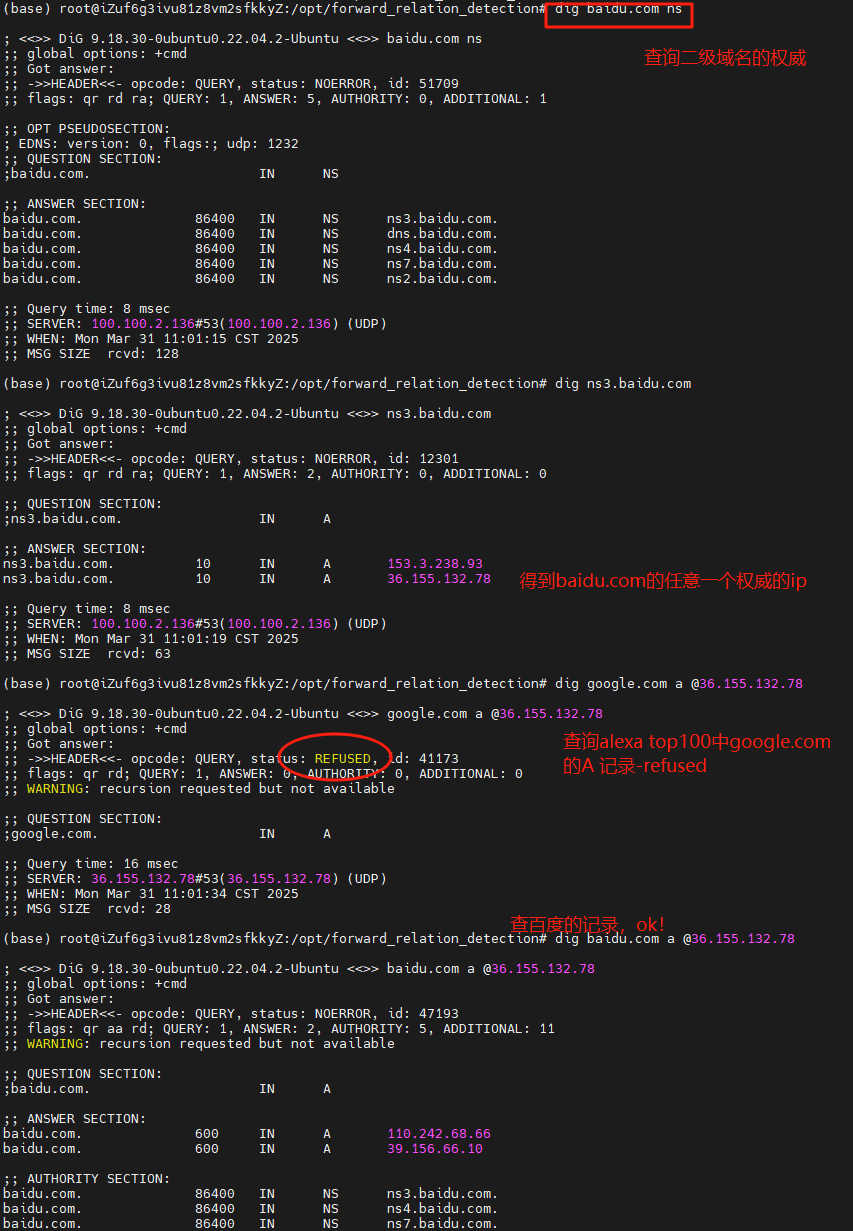 (base) root@iZuf6g3ivu81z8vm2sfkkyZ:/opt/forward_relation_detection# dig baidu.com ns
; <<>> DiG 9.18.30-0ubuntu0.22.04.2-Ubuntu <<>> baidu.com ns
查询二级域名的权威
;; global options: +cmd
;; Got answer:
;; ->>HEADER<<- opcode: QUERY, status: NOERROR, id: 51709
;; flags: qr rd ra; QUERY: 1, ANSWER: 5, AUTHORITY: 0, ADDITIONAL: 1
;; OPT PSEUDOSECTION:
; EDNS: version: 0, flags:; udp: 1232
;; QUESTION SECTION:
;baidu.com. IN NS
;; ANSWER SECTION:
baidu.com. 86400 IN NS ns3.baidu.com.
baidu.com. 86400 IN NS dns.baidu.com.
baidu.com. 86400 IN NS ns4.baidu.com.
baidu.com. 86400 IN NS ns7.baidu.com.
baidu.com. 86400 IN NS ns2.baidu.com.
;; Query time: 8 msec
;; SERVER: 100.100.2.136#53(100.100.2.136) (UDP)
;; WHEN: Mon Mar 31 11:01:15 CST 2025
;; MSG SIZE rcvd: 128
(base) root@iZuf6g3ivu81z8vm2sfkkyZ:/opt/forward_relation_detection# dig ns3.baidu.com
; <<>> DiG 9.18.30-0ubuntu0.22.04.2-Ubuntu <<>> ns3.baidu.com
;; global options: +cmd
;; Got answer:
;; ->>HEADER<<- opcode: QUERY, status: NOERROR, id: 12301
;; flags: qr rd ra; QUERY: 1, ANSWER: 2, AUTHORITY: 0, ADDITIONAL: 0
;; QUESTION SECTION:
;ns3.baidu.com. IN A
;; ANSWER SECTION:
ns3.baidu.com. 10 IN A 153.3.238.93
ns3.baidu.com. 10 IN A 36.155.132.78
得到baidu.com的任意一个权威的ip
;; Query time: 8 msec
;; SERVER: 100.100.2.136#53(100.100.2.136) (UDP)
;; WHEN: Mon Mar 31 11:01:19 CST 2025
;; MSG SIZE rcvd: 63
(base) root@iZuf6g3ivu81z8vm2sfkkyZ:/opt/forward_relation_detection# dig google.com a @36.155.132.78
; <<>> DiG 9.18.30-0ubuntu0.22.04.2-Ubuntu <<>> google.com a @36.155.132.78
;; global options: +cmd
;; Got answer:
查询alexa top100中google.com
的A 记录-refused
;; ->>HEADER<<- opcode: QUERY, status: REFUSED, id: 41173
;; flags: qr rd; QUERY: 1, ANSWER: 0, AUTHORITY: 0, ADDITIONAL: 0
;; WARNING: recursion requested but not available
;; QUESTION SECTION:
;google.com. IN A
;; Query time: 16 msec
;; SERVER: 36.155.132.78#53(36.155.132.78) (UDP)
;; WHEN: Mon Mar 31 11:01:34 CST 2025
;; MSG SIZE rcvd: 28
查百度的记录，ok！
(base) root@iZuf6g3ivu81z8vm2sfkkyZ:/opt/forward_relation_detection# dig baidu.com a @36.155.132.78
; <<>> DiG 9.18.30-0ubuntu0.22.04.2-Ubuntu <<>> baidu.com a @36.155.132.78
;; global options: +cmd
;; Got answer:
;; ->>HEADER<<- opcode: QUERY, status: NOERROR, id: 47193
;; flags: qr aa rd; QUERY: 1, ANSWER: 2, AUTHORITY: 5, ADDITIONAL: 11
;; WARNING: recursion requested but not available
;; QUESTION SECTION:
;baidu.com. IN A
;; ANSWER SECTION:
baidu.com. 600 IN A 110.242.68.66
baidu.com. 600 IN A 39.156.66.10
;; AUTHORITY SECTION:
baidu.com. 86400 IN NS ns3.baidu.com.
baidu.com. 86400 IN NS ns4.baidu.com.
baidu.com. 86400 IN NS ns7.baidu.com.